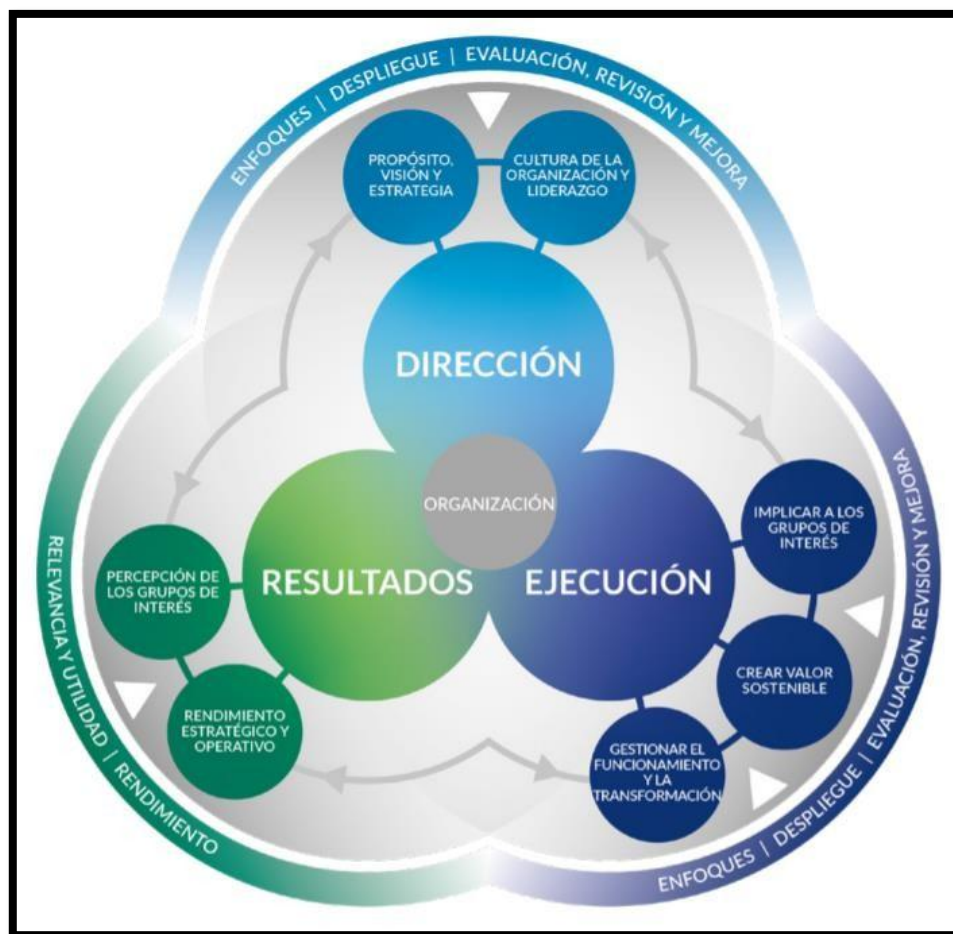 ENFOQUES | DESPLIEGUE | EVALUACIÓN, REVISIÓN Y MEJORA
PROPÓSITO,
VISIÓN Y
ESTRATEGIA
CULTURA DE LA
ORGANIZACIÓN Y
LIDERAZGO
DIRECCIÓN
ORGANIZACIÓN
RESULTADOS
EJECUCIÓN
IMPLICAR A LOS
GRUPOS DE
INTERÉS
CREAR VALOR
SOSTENIBLE
GESTIONAR EL
FUNCIONAMIENTO
Y LA
TRANSFORMACIÓN
ENFOQUES | DESPLIEGUE | EVALUACIÓN, REVISIÓN Y MEJORA
PERCEPCIÓN DE
LOS GRUPOS DE
INTERÉS
RENDIMIENTO
ESTRATÉGICO Y
OPERATIVO
RELEVANCIA Y UTILIDAD | RENDIMIENTO